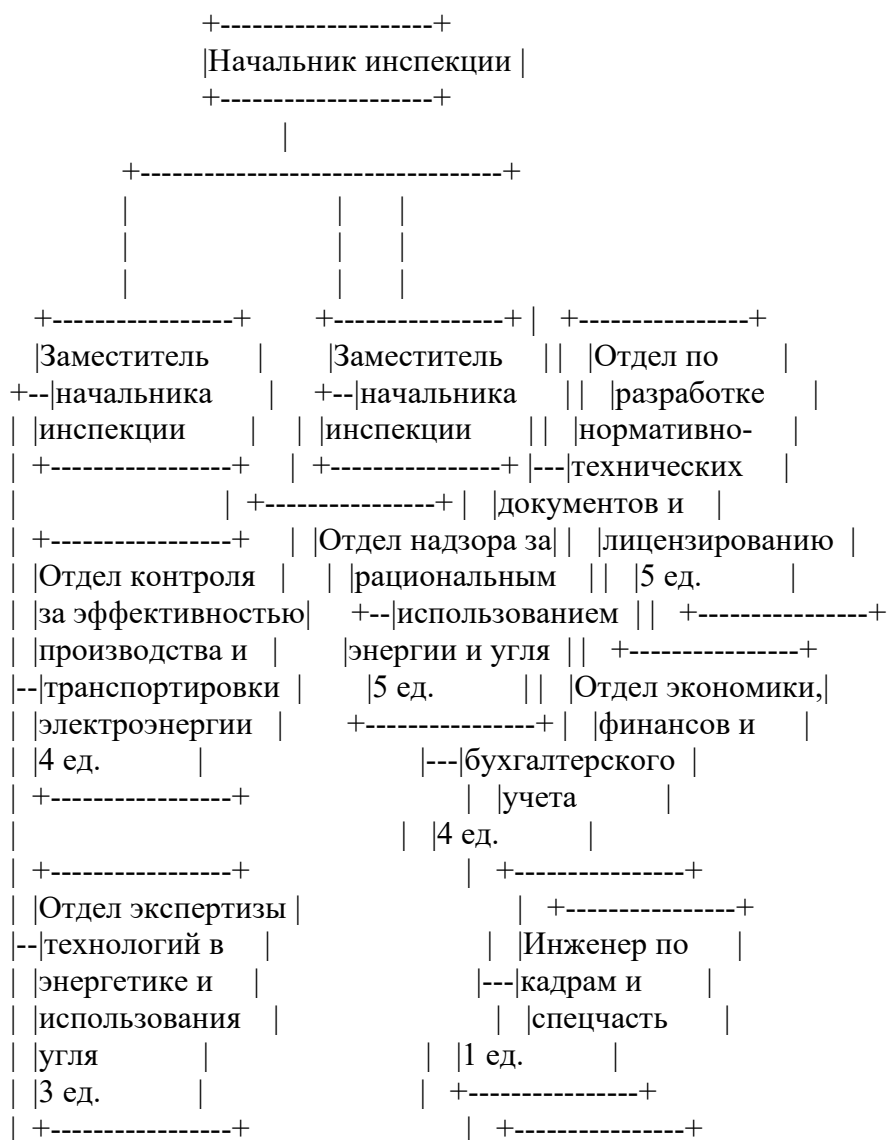 +--------------------+
|Начальник инспекции |
+--------------------+
|
+----------------------------------+
| | |
| | |
| | |
+-----------------+ +----------------+ | +----------------+
|Заместитель | |Заместитель | | |Отдел по |
+--|начальника | +--|начальника | | |разработке |
| |инспекции | | |инспекции | | |нормативно- |
| +-----------------+ | +----------------+ |---|технических |
| | +----------------+ | |документов и |
| +-----------------+ | |Отдел надзора за| | |лицензированию |
| |Отдел контроля | | |рациональным | | |5 ед. |
| |за эффективностью| +--|использованием | | +----------------+
| |производства и | |энергии и угля | | +----------------+
|--|транспортировки | |5 ед. | | |Отдел экономики,|
| |электроэнергии | +----------------+ | |финансов и |
| |4 ед. | |---|бухгалтерского |
| +-----------------+ | |учета |
| | |4 ед. |
| +-----------------+ | +----------------+
| |Отдел экспертизы | | +----------------+
|--|технологий в | | |Инженер по |
| |энергетике и | |---|кадрам и |
| |использования | | |спецчасть |
| |угля | | |1 ед. |
| |3 ед. | | +----------------+
| +-----------------+ | +----------------+